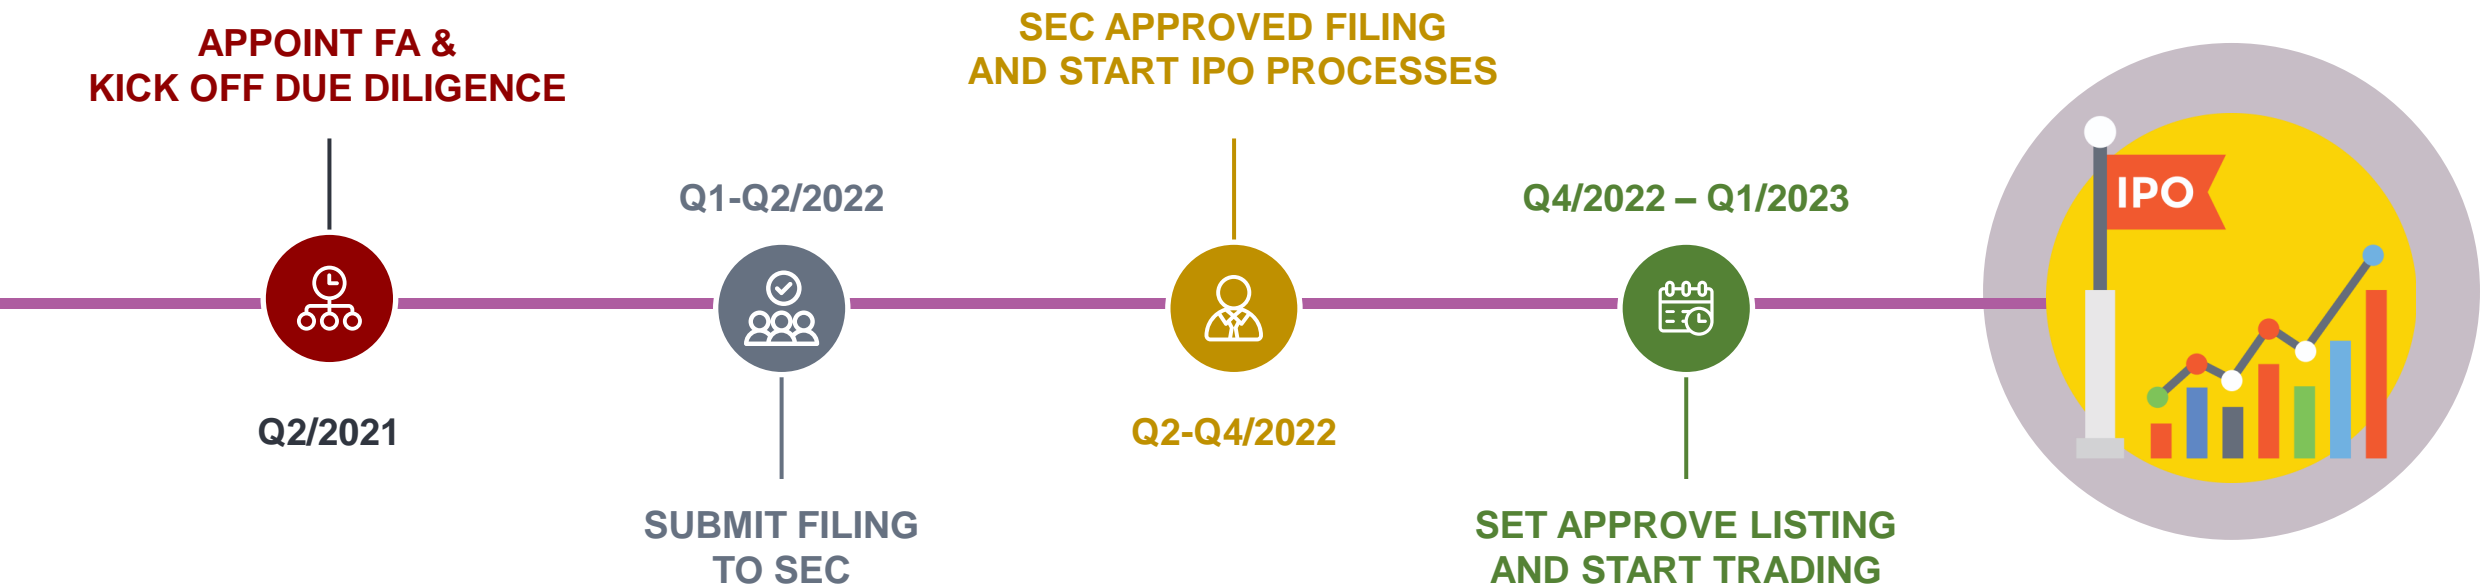 APPOINT FA &
KICK OFF DUE DILIGENCE
Q2/2021
Q1-Q2/2022
SUBMIT FILING
TO SEC
SEC APPROVED FILING
AND START IPO PROCESSES
Q2-Q4/2022
Q4/2022 – Q1/2023
SET APPROVE LISTING
AND START TRADING
IPO